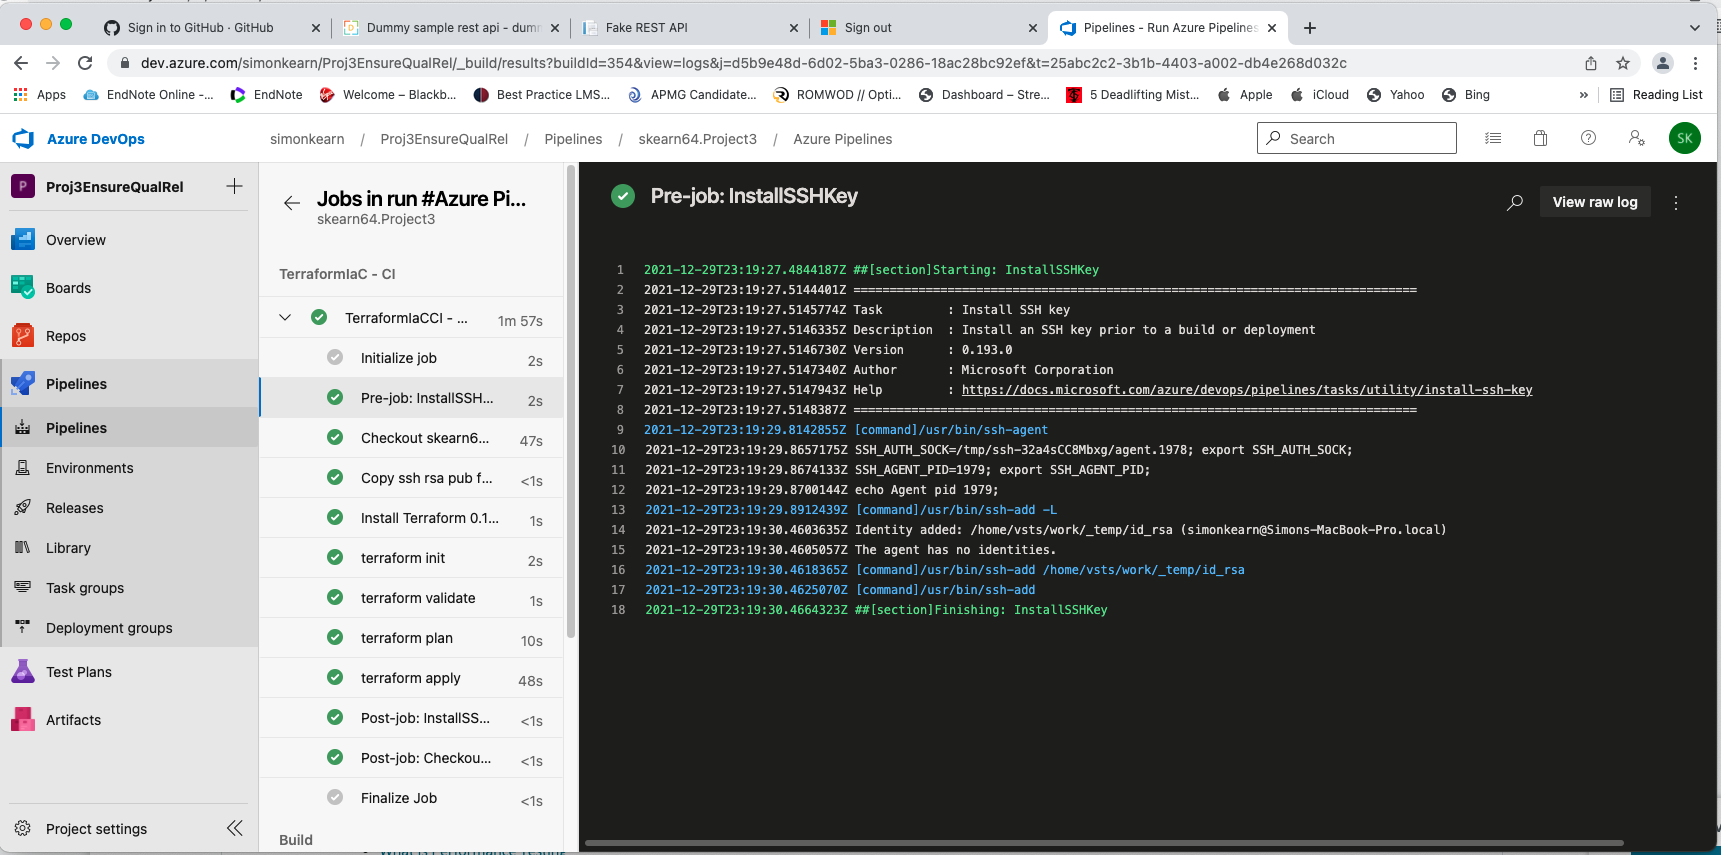 Sign in to GitHub · GitHub
Dummy sample rest api - dum
Fake REST API
Sign out
Pipelines - Run Azure Pipelines
dev.azure.com/simonkearn/Proj3EnsureQualRel/_build/results?buildId=354&view=logs&j=d5b9e48d-6d02-5ba3-0286-18ac28bc92ef&t=25abc2c2-3b1b-4403-a002-db4e268d032c
Apps
EndNote Online -...
EndNote
Welcome – Blackb...
Best Practice LMS...
APMG Candidate...
ROMWOD // Opti...
Dashboard – Stre...
5 Deadlifting Mist...
Apple
iCloud
Yahoo
Bing
»
Reading List
Azure DevOps
simonkearn / Proj3EnsureQualRel / Pipelines / skearn64.Project3 / Azure Pipelines
Search
SK
P
Proj3EnsureQualRel
Overview
Boards
Repos
Pipelines
Pipelines
Environments
Releases
Library
Task groups
Deployment groups
Test Plans
Artifacts
Project settings
Jobs in run #Azure Pi...
skearn64.Project3
TerraformIaC - CI
TerraformIaCCI - ... 1m 57s
Initialize job 2s
Pre-job: InstallSSH... 2s
Checkout skearn6... 47s
Copy ssh rsa pub f... <1s
Install Terraform 0.1... 1s
terraform init 2s
terraform validate 1s
terraform plan 10s
terraform apply 48s
Post-job: InstallSS... <1s
Post-job: Checkou... <1s
Finalize Job <1s
Build
Pre-job: InstallSSHKey
View raw log
1 2021-12-29T23:19:27.4844187Z ##[section]Starting: InstallSSHKey
2 2021-12-29T23:19:27.5144401Z ==============================================================================
3 2021-12-29T23:19:27.5145774Z Task         : Install SSH key
4 2021-12-29T23:19:27.5146335Z Description  : Install an SSH key prior to a build or deployment
5 2021-12-29T23:19:27.5146730Z Version      : 0.193.0
6 2021-12-29T23:19:27.5147340Z Author       : Microsoft Corporation
7 2021-12-29T23:19:27.5147943Z Help         : https://docs.microsoft.com/azure/devops/pipelines/tasks/utility/install-ssh-key
8 2021-12-29T23:19:27.5148387Z ==============================================================================
9 2021-12-29T23:19:29.8142855Z [command]/usr/bin/ssh-agent
10 2021-12-29T23:19:29.8657175Z SSH_AUTH_SOCK=/tmp/ssh-32a4sCC8Mbxg/agent.1978; export SSH_AUTH_SOCK;
11 2021-12-29T23:19:29.8674133Z SSH_AGENT_PID=1979; export SSH_AGENT_PID;
12 2021-12-29T23:19:29.8700144Z echo Agent pid 1979;
13 2021-12-29T23:19:29.8912439Z [command]/usr/bin/ssh-add -L
14 2021-12-29T23:19:30.4603635Z Identity added: /home/vsts/work/_temp/id_rsa (simonkearn@Simons-MacBook-Pro.local)
15 2021-12-29T23:19:30.4605057Z The agent has no identities.
16 2021-12-29T23:19:30.4618365Z [command]/usr/bin/ssh-add /home/vsts/work/_temp/id_rsa
17 2021-12-29T23:19:30.4625070Z [command]/usr/bin/ssh-add
18 2021-12-29T23:19:30.4664323Z ##[section]Finishing: InstallSSHKey